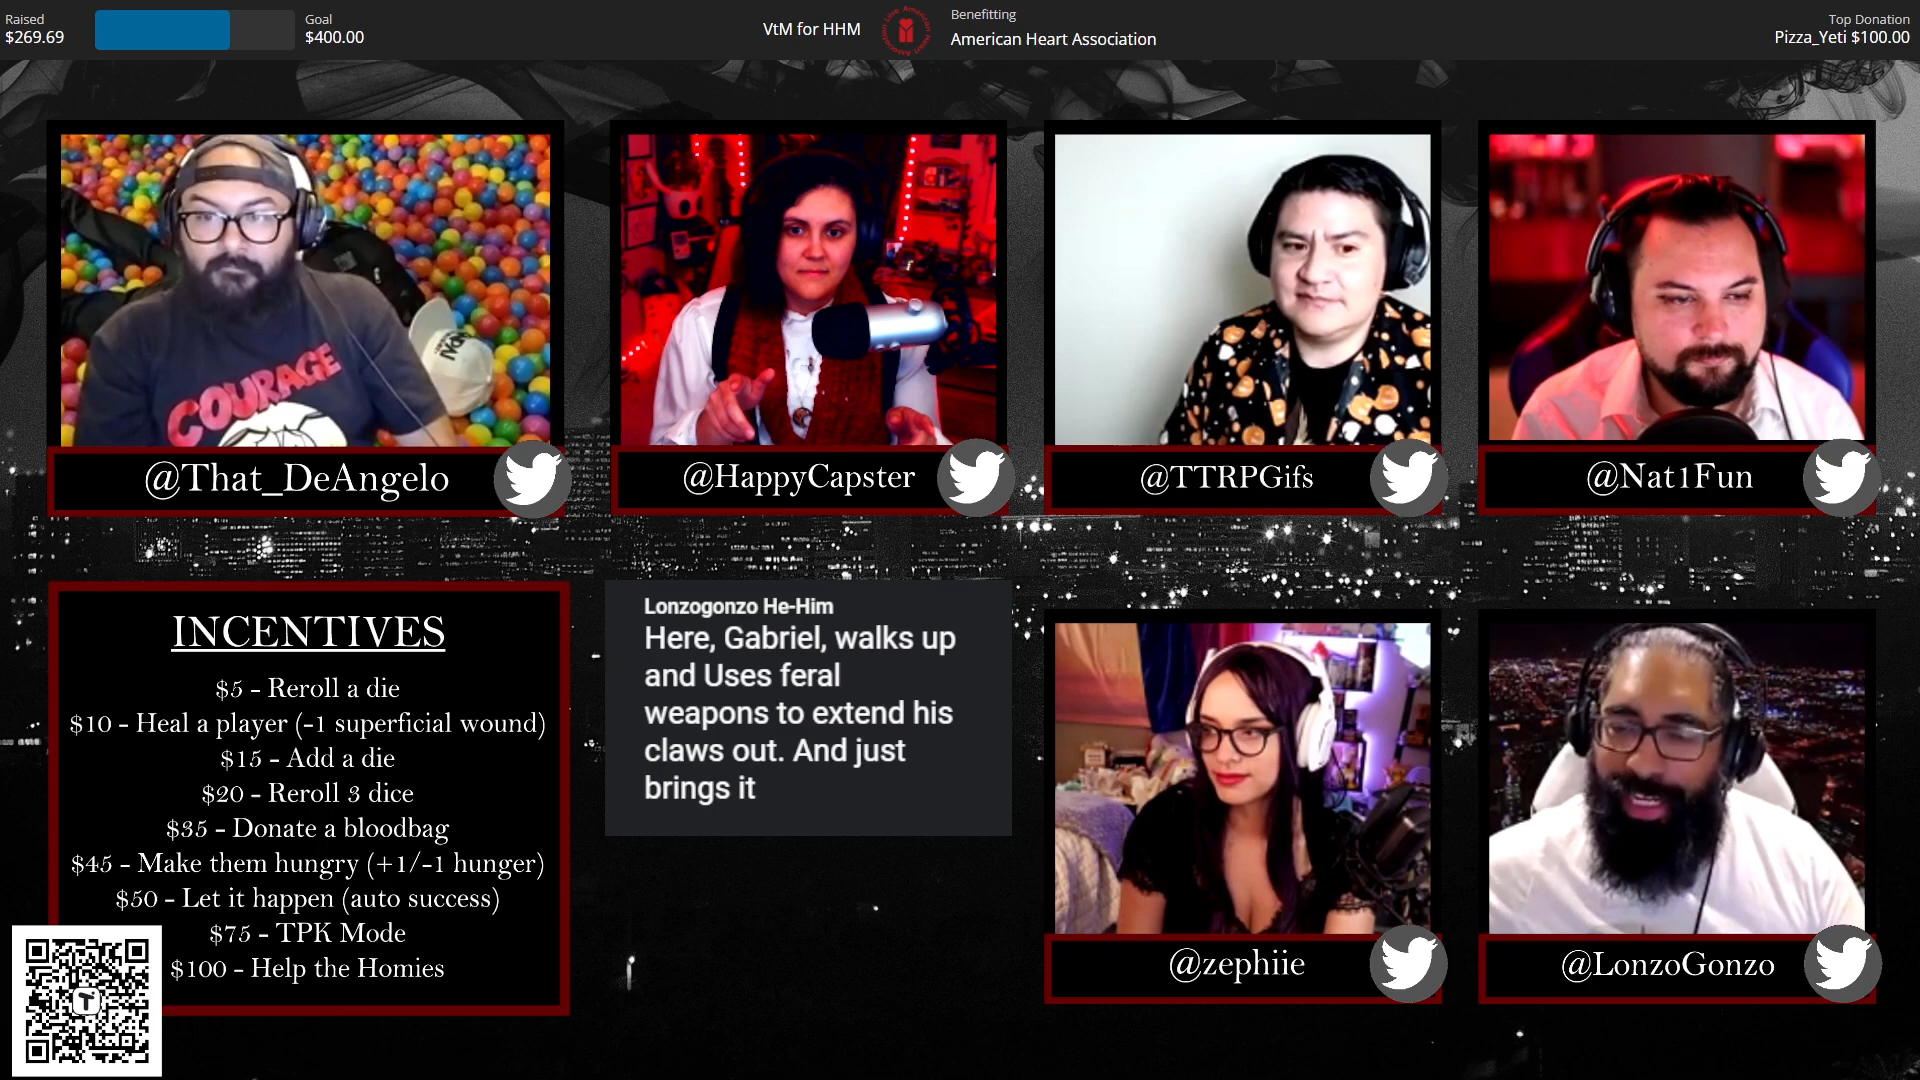 Raised
$269.69
Goal
$400.00
VtM for HHM
Benefitting
American Heart Association
Top Donation
Pizza_Yeti $100.00
COURAGE
@That_DeAngelo
@HappyCapster
@TTRPGifs
@Nat1Fun
INCENTIVES
$5 - Reroll a die
$10 - Heal a player (-1 superficial wound)
$15 - Add a die
$20 - Reroll 3 dice
$35 - Donate a bloodbag
$45 - Make them hungry (+1/-1 hunger)
$50 - Let it happen (auto success)
$75 - TPK Mode
$100 - Help the Homies
T
Lonzogonzo He-Him
Here, Gabriel, walks up
and Uses feral
weapons to extend his
claws out. And just
brings it
@zephiie
@LonzoGonzo